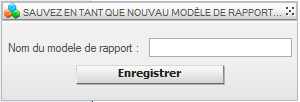 SAUVEZ EN TANT QUE NOUVAU MODÈLE DE RAPPORT...
Nom du modele de rapport :
Enregistrer